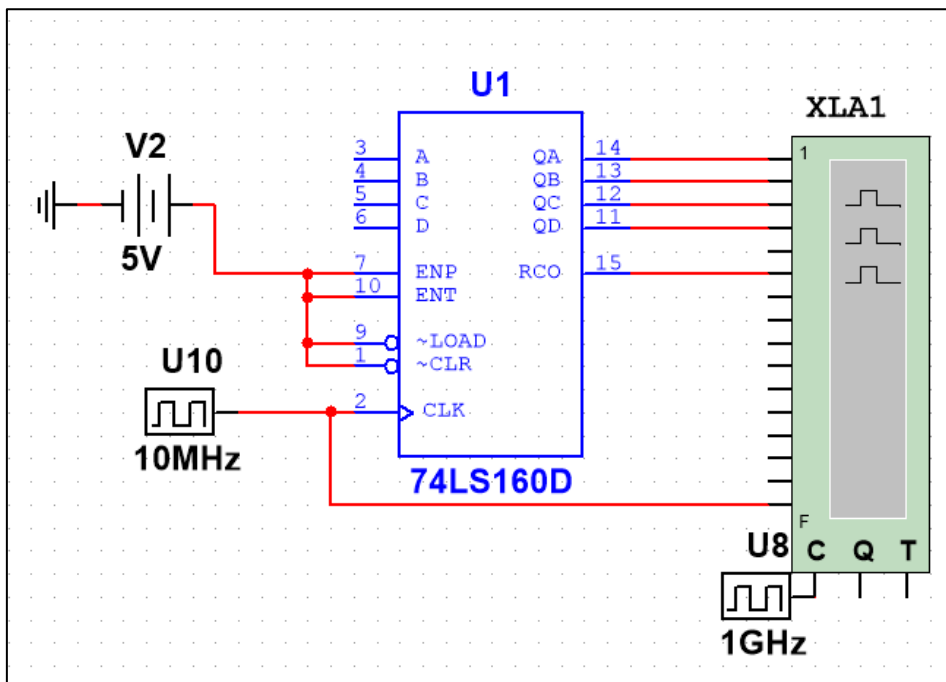 U1
XLA1
V2
5V
3 A QA 14 1
4 B QB 13
5 C QC 12
6 D QD 11
7 ENP RCO 15
10 ENT
9 ~LOAD
1 ~CLR
U10
2 CLK
10MHz
74LS160D
F
U8 C Q T
1GHz